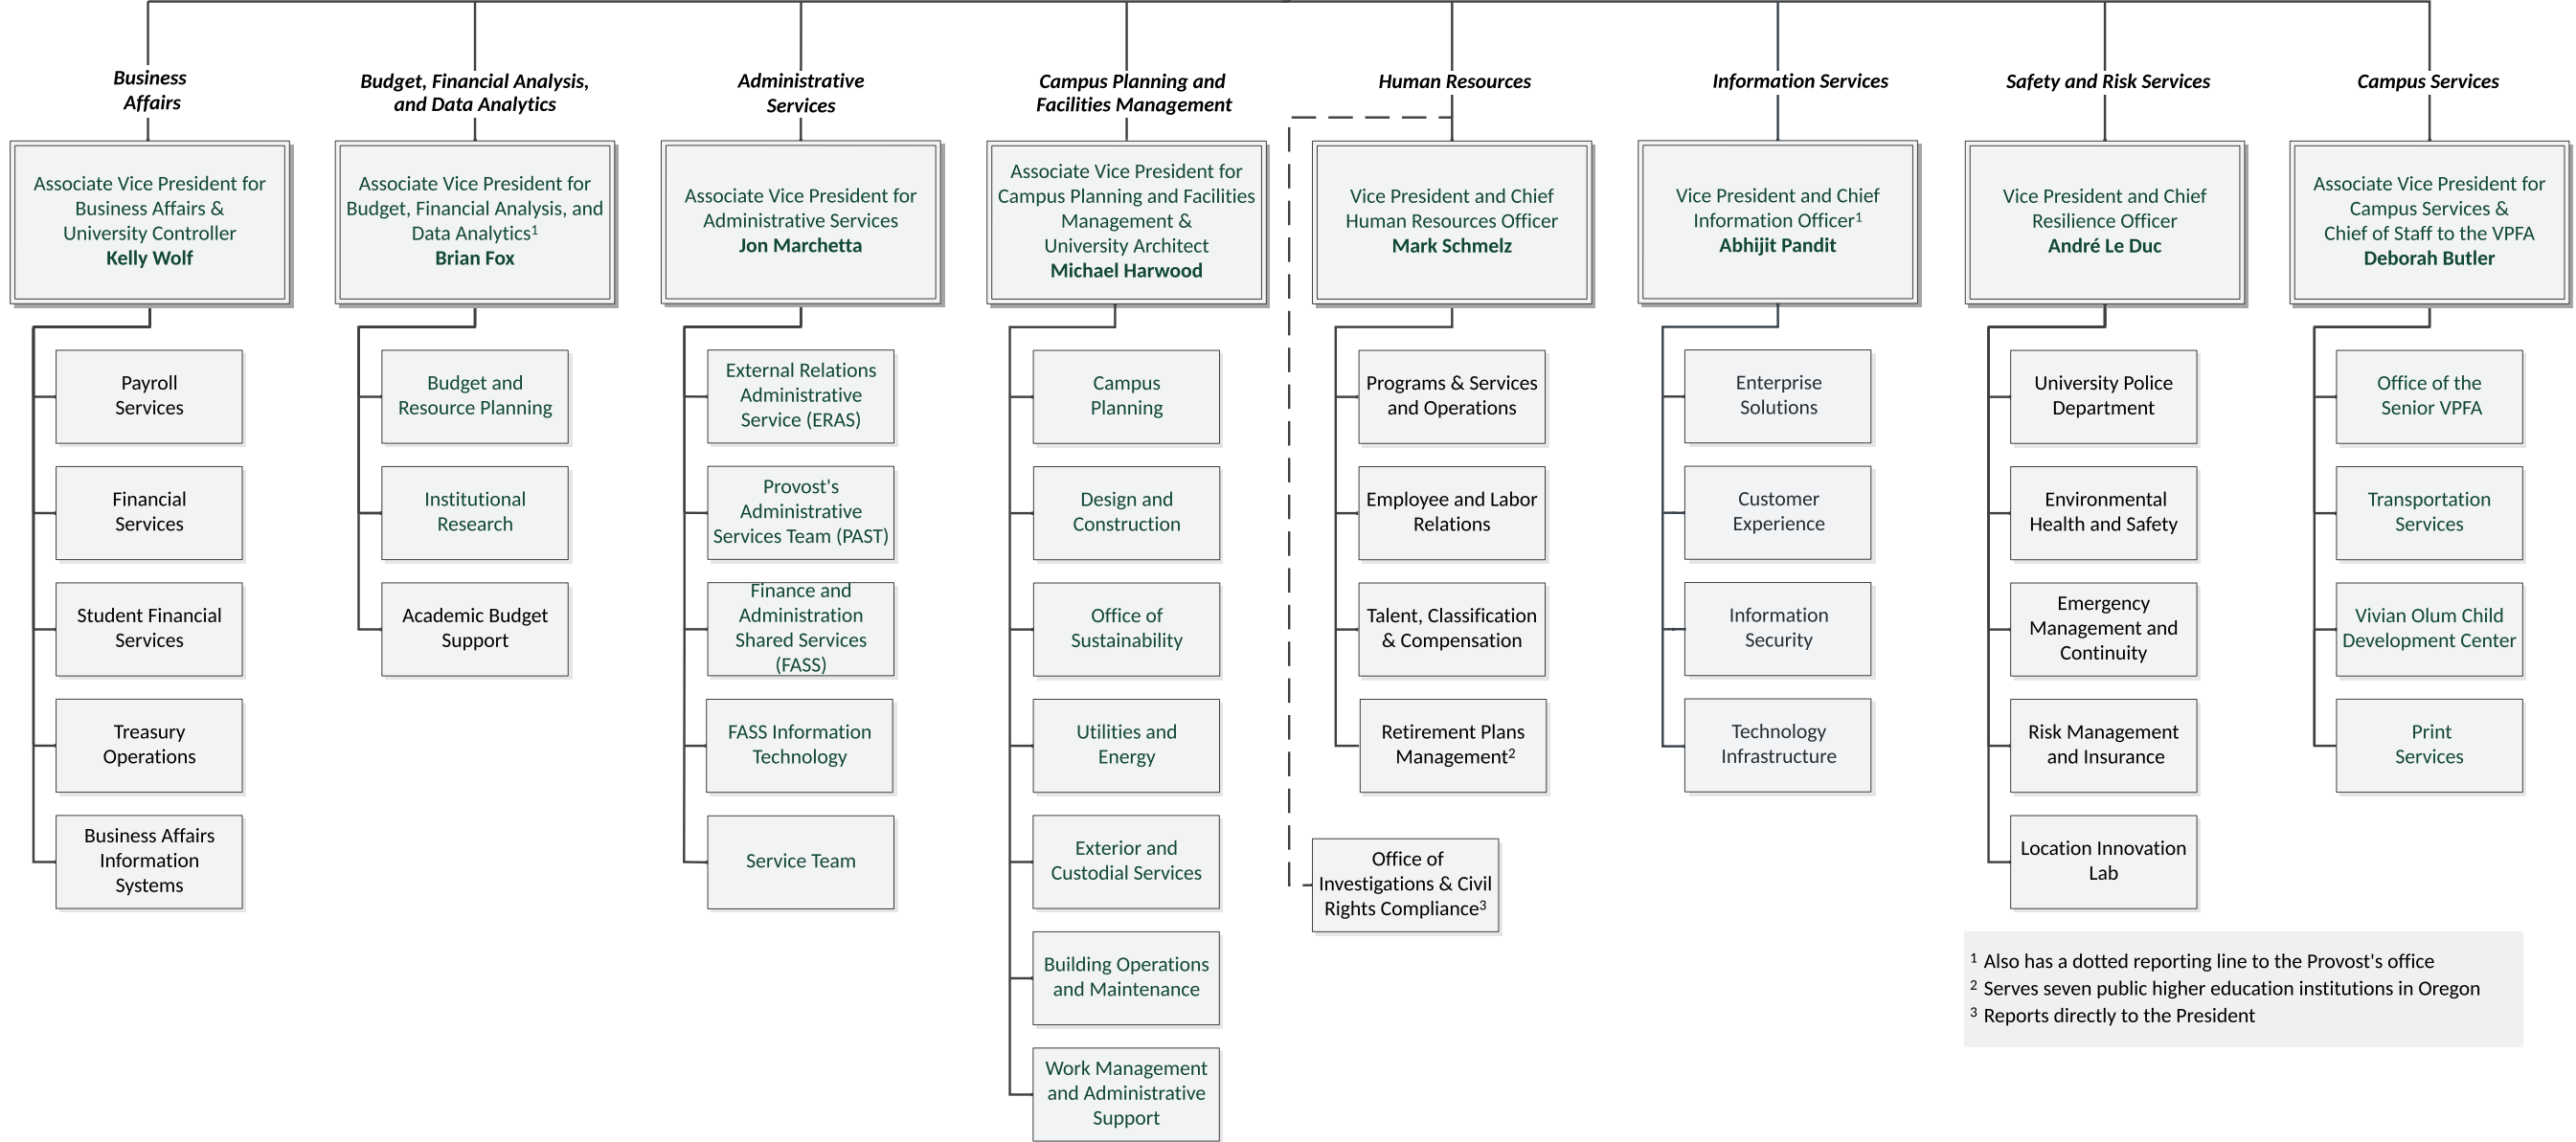 Business
Affairs
Associate Vice President for
Business Affairs &
University Controller
Kelly Wolf
Payroll
Services
Financial
Services
Student Financial
Services
Treasury
Operations
Business Affairs
Information
Systems
Budget, Financial Analysis,
and Data Analytics
Associate Vice President for
Budget, Financial Analysis, and
Data Analytics¹
Brian Fox
Budget and
Resource Planning
Institutional
Research
Academic Budget
Support
Administrative
Services
Associate Vice President for
Administrative Services
Jon Marchetta
External Relations
Administrative
Service (ERAS)
Provost's
Administrative
Services Team (PAST)
Finance and
Administration
Shared Services
(FASS)
FASS Information
Technology
Service Team
Campus Planning and
Facilities Management
Associate Vice President for
Campus Planning and Facilities
Management &
University Architect
Michael Harwood
Campus
Planning
Design and
Construction
Office of
Sustainability
Utilities and
Energy
Exterior and
Custodial Services
Building Operations
and Maintenance
Work Management
and Administrative
Support
Human Resources
Vice President and Chief
Human Resources Officer
Mark Schmelz
Programs & Services
and Operations
Employee and Labor
Relations
Talent, Classification
& Compensation
Retirement Plans
Management²
Office of
Investigations & Civil
Rights Compliance³
Information Services
Vice President and Chief
Information Officer¹
Abhijit Pandit
Enterprise
Solutions
Customer
Experience
Information
Security
Technology
Infrastructure
Safety and Risk Services
Vice President and Chief
Resilience Officer
André Le Duc
University Police
Department
Environmental
Health and Safety
Emergency
Management and
Continuity
Risk Management
and Insurance
Location Innovation
Lab
Campus Services
Associate Vice President for
Campus Services &
Chief of Staff to the VPFA
Deborah Butler
Office of the
Senior VPFA
Transportation
Services
Vivian Olum Child
Development Center
Print
Services
¹ Also has a dotted reporting line to the Provost's office
² Serves seven public higher education institutions in Oregon
³ Reports directly to the President